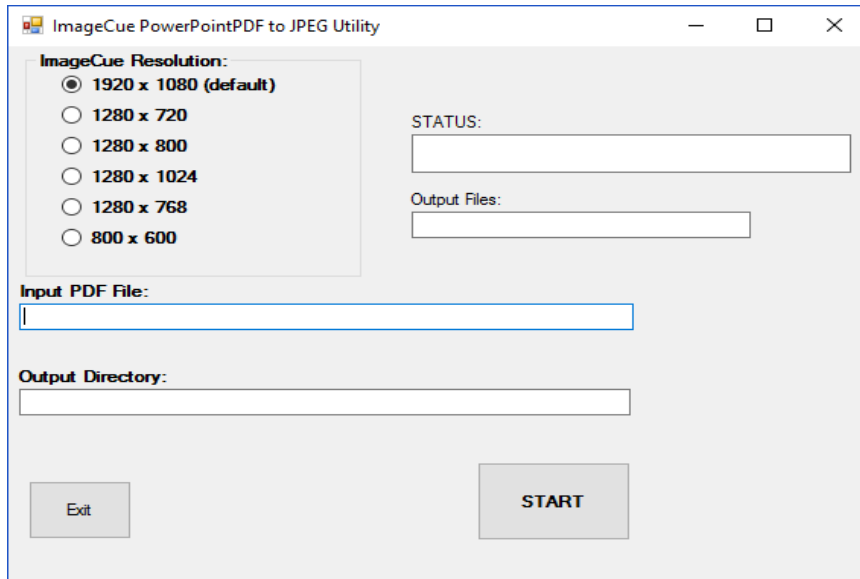 ImageCue PowerPointPDF to JPEG Utility
ImageCue Resolution:
1920 x 1080 (default)
1280 x 720
1280 x 800
1280 x 1024
1280 x 768
800 x 600
STATUS:
Output Files:
Input PDF File:
Output Directory:
Exit
START